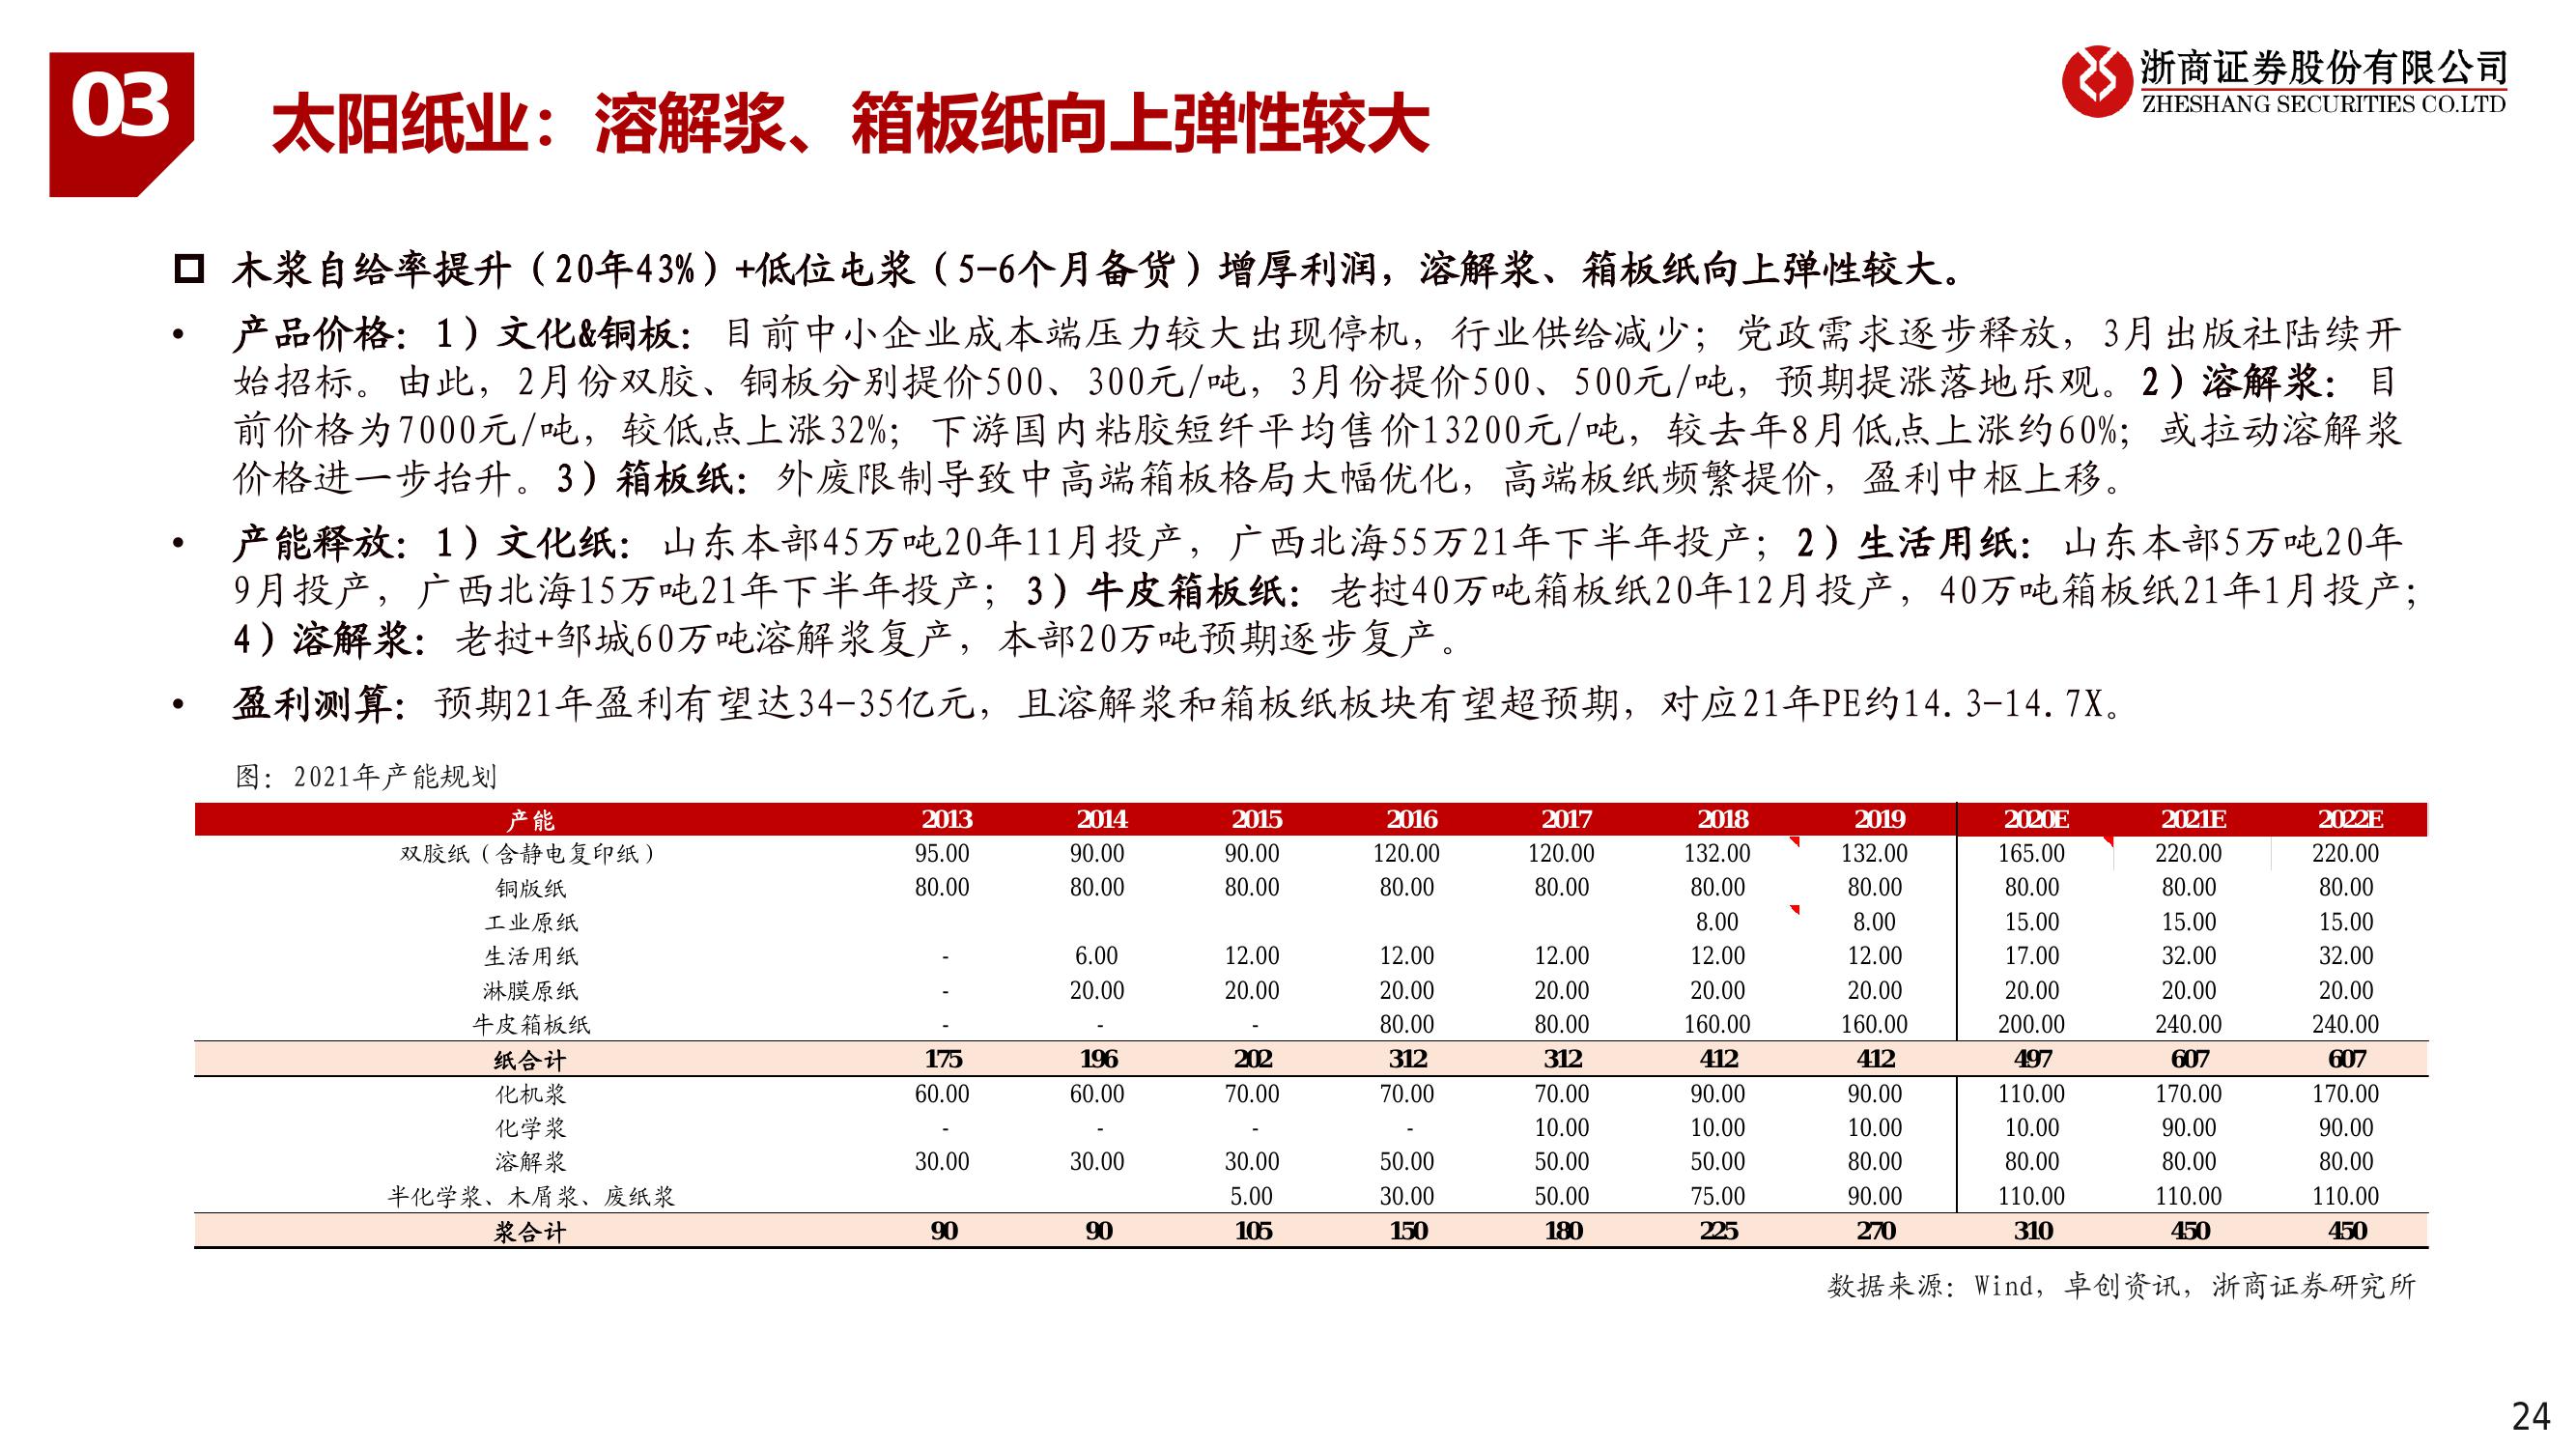 03
太阳纸业：溶解浆、箱板纸向上弹性较大
浙商证券股份有限公司
ZHESHANG SECURITIES CO.LTD
木浆自给率提升（20年43%）+低位屯浆（5-6个月备货）增厚利润，溶解浆、箱板纸向上弹性较大。
• 产品价格：1）文化&铜板：目前中小企业成本端压力较大出现停机，行业供给减少；党政需求逐步释放，3月出版社陆续开
始招标。由此，2月份双胶、铜板分别提价500、300元/吨，3月份提价500、500元/吨，预期提涨落地乐观。2）溶解浆：目
前价格为7000元/吨，较低点上涨32%；下游国内粘胶短纤平均售价13200元/吨，较去年8月低点上涨约60%；或拉动溶解浆
价格进一步抬升。3）箱板纸：外废限制导致中高端箱板格局大幅优化，高端板纸频繁提价，盈利中枢上移。
• 产能释放：1）文化纸：山东本部45万吨20年11月投产，广西北海55万21年下半年投产；2）生活用纸：山东本部5万吨20年
9月投产，广西北海15万吨21年下半年投产；3）牛皮箱板纸：老挝40万吨箱板纸20年12月投产，40万吨箱板纸21年1月投产；
4）溶解浆：老挝+邹城60万吨溶解浆复产，本部20万吨预期逐步复产。
• 盈利测算：预期21年盈利有望达34-35亿元，且溶解浆和箱板纸板块有望超预期，对应21年PE约14.3-14.7X。
图：2021年产能规划
产能 2013 2014 2015 2016 2017 2018 2019 2020E 2021E 2022E
双胶纸（含静电复印纸） 95.00 90.00 90.00 120.00 120.00 132.00 132.00 165.00 220.00 220.00
铜版纸 80.00 80.00 80.00 80.00 80.00 80.00 80.00 80.00 80.00 80.00
工业原纸 8.00 8.00 15.00 15.00 15.00
生活用纸 - 6.00 12.00 12.00 12.00 12.00 12.00 17.00 32.00 32.00
淋膜原纸 - 20.00 20.00 20.00 20.00 20.00 20.00 20.00 20.00 20.00
牛皮箱板纸 - - - 80.00 80.00 160.00 160.00 200.00 240.00 240.00
纸合计 175 196 202 312 312 412 412 497 607 607
化机浆 60.00 60.00 70.00 70.00 70.00 90.00 90.00 110.00 170.00 170.00
化学浆 - - - - 10.00 10.00 10.00 10.00 90.00 90.00
溶解浆 30.00 30.00 30.00 50.00 50.00 50.00 80.00 80.00 80.00 80.00
半化学浆、木屑浆、废纸浆 5.00 30.00 50.00 75.00 90.00 110.00 110.00 110.00
浆合计 90 90 105 150 180 225 270 310 450 450
数据来源：Wind，卓创资讯，浙商证券研究所
24